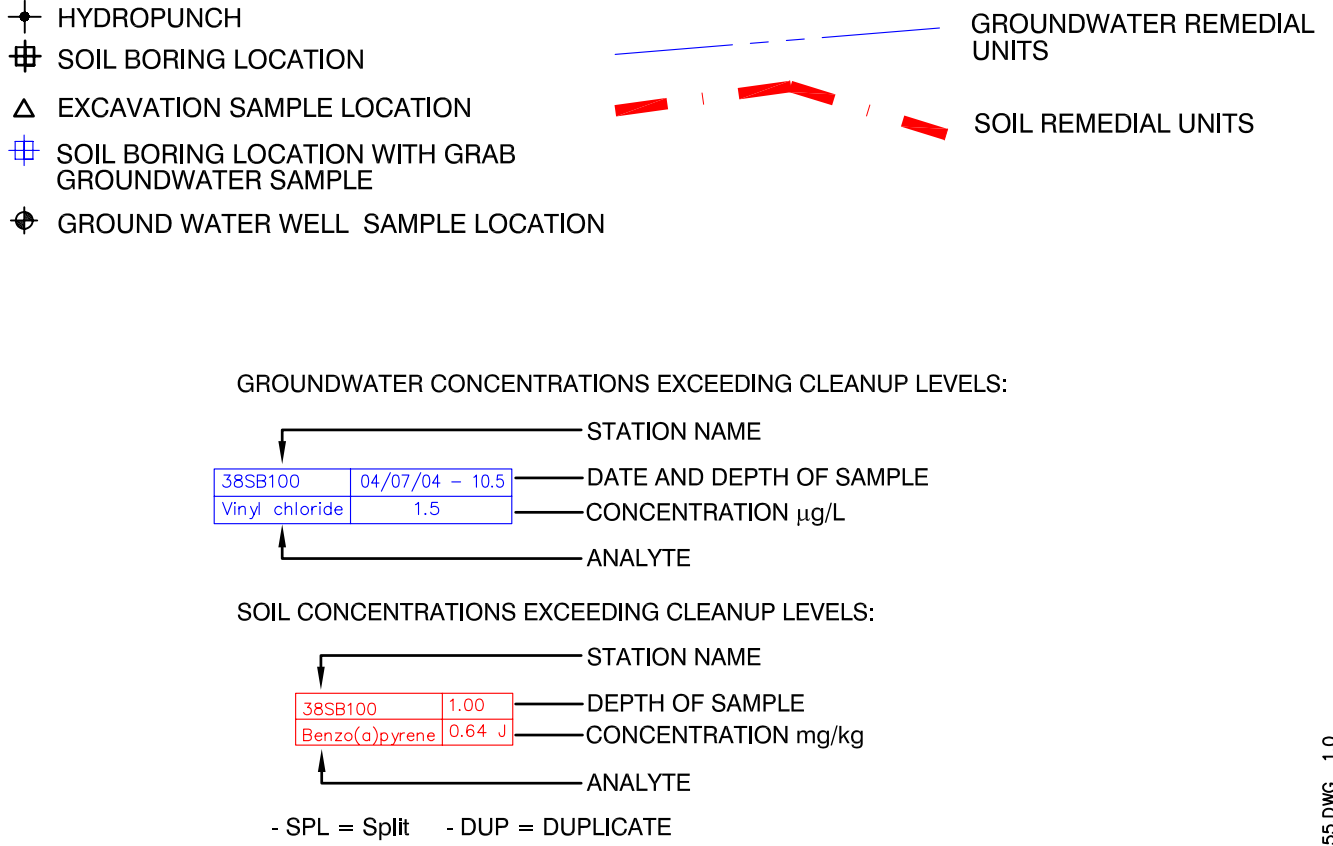 HYDROPUNCH
SOIL BORING LOCATION
EXCAVATION SAMPLE LOCATION
SOIL BORING LOCATION WITH GRAB
GROUNDWATER SAMPLE
GROUND WATER WELL SAMPLE LOCATION
GROUNDWATER REMEDIAL
UNITS
SOIL REMEDIAL UNITS
GROUNDWATER CONCENTRATIONS EXCEEDING CLEANUP LEVELS:
STATION NAME
38SB100 04/07/04 - 10.5 DATE AND DEPTH OF SAMPLE
Vinyl chloride 1.5 CONCENTRATION µg/L
ANALYTE
SOIL CONCENTRATIONS EXCEEDING CLEANUP LEVELS:
STATION NAME
38SB100 1.00 DEPTH OF SAMPLE
Benzo(a)pyrene 0.64 J CONCENTRATION mg/kg
ANALYTE
- SPL = Split - DUP = DUPLICATE
55 DWG